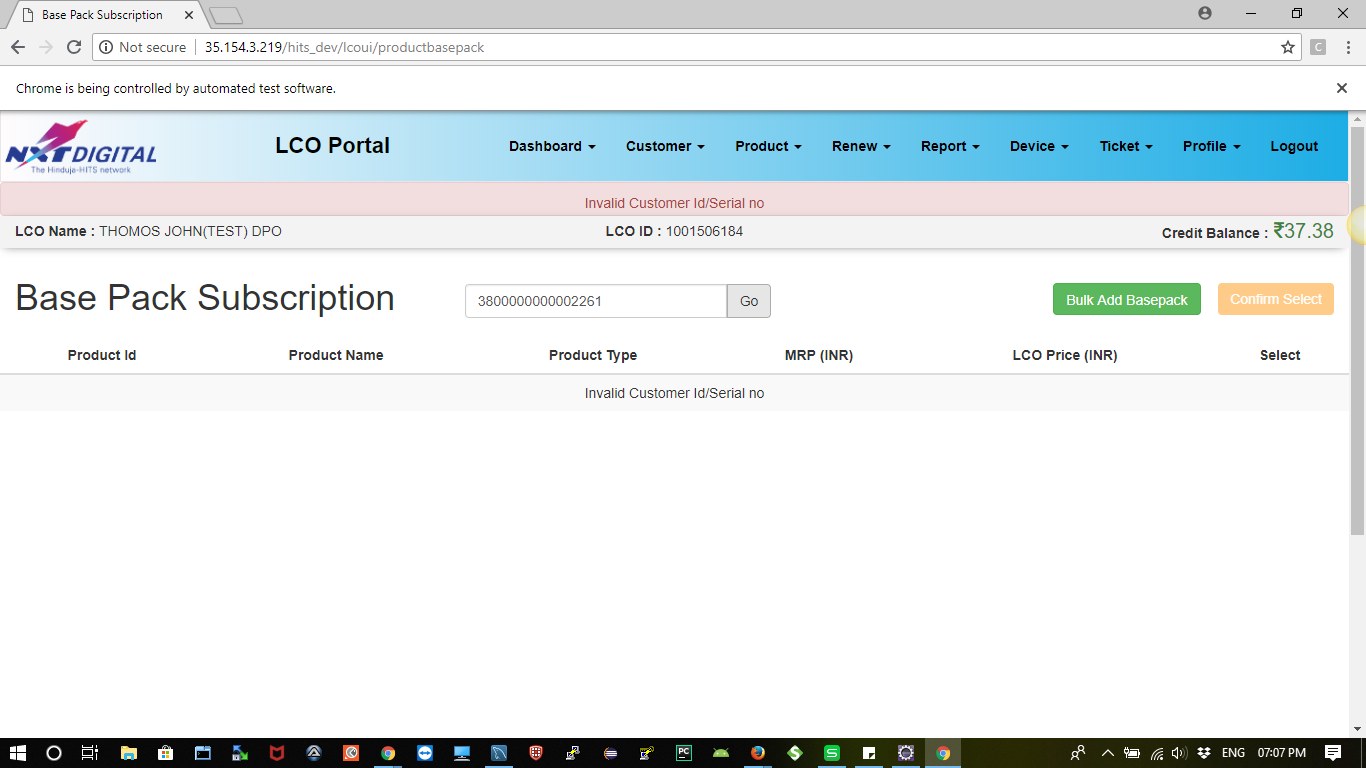 Base Pack Subscription
Not secure 35.154.3.219/hits_dev/lcoui/productbasepack
C
Chrome is being controlled by automated test software.
NXT DIGITAL
The Hinduja-HITS network
LCO Portal
Dashboard Customer Product Renew Report Device Ticket Profile Logout
Invalid Customer Id/Serial no
LCO Name : THOMOS JOHN(TEST) DPO LCO ID : 1001506184 Credit Balance : ₹37.38
Base Pack Subscription 3800000000002261 Go Bulk Add Basepack Confirm Select
Product Id Product Name Product Type MRP (INR) LCO Price (INR) Select
Invalid Customer Id/Serial no
PC S ENG 07:07 PM